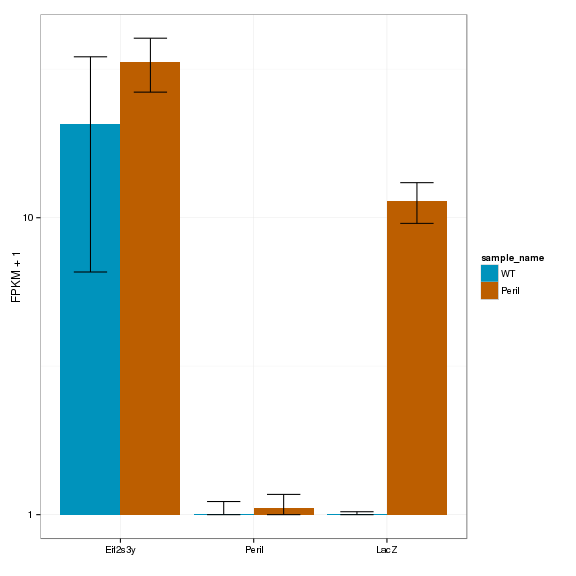 FPKM + 1
10
1
Eif2s3y
Peril
LacZ
sample_name
WT
Peril